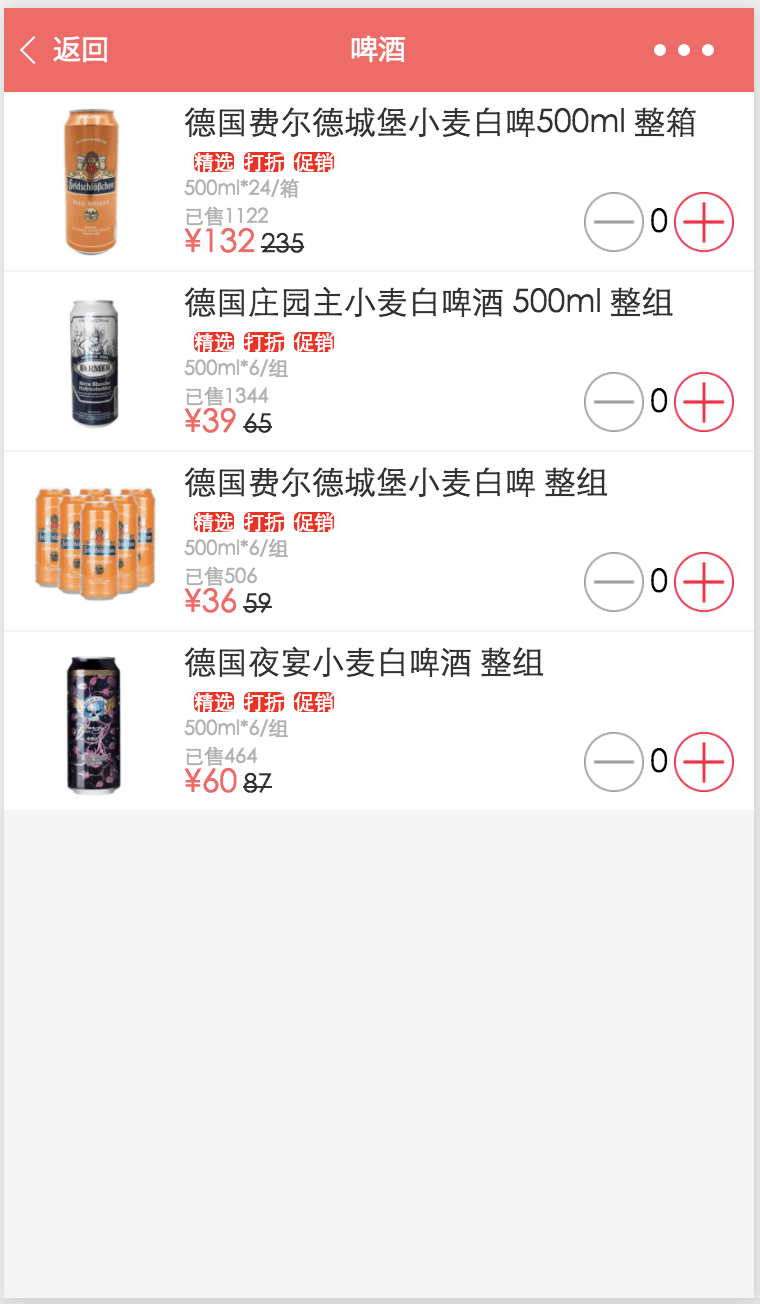 返回 啤酒
德国费尔德城堡小麦白啤500ml 整箱
精选 打折 促销
500ml*24/箱
已售1122
¥132 235
0
Feldschlößchen
德国庄园主小麦白啤酒 500ml 整组
精选 打折 促销
500ml*6/组
已售1344
¥39 65
0
FARMER
德国费尔德城堡小麦白啤 整组
精选 打折 促销
500ml*6/组
已售506
¥36 59
0
德国夜宴小麦白啤酒 整组
精选 打折 促销
500ml*6/组
已售464
¥60 87
0